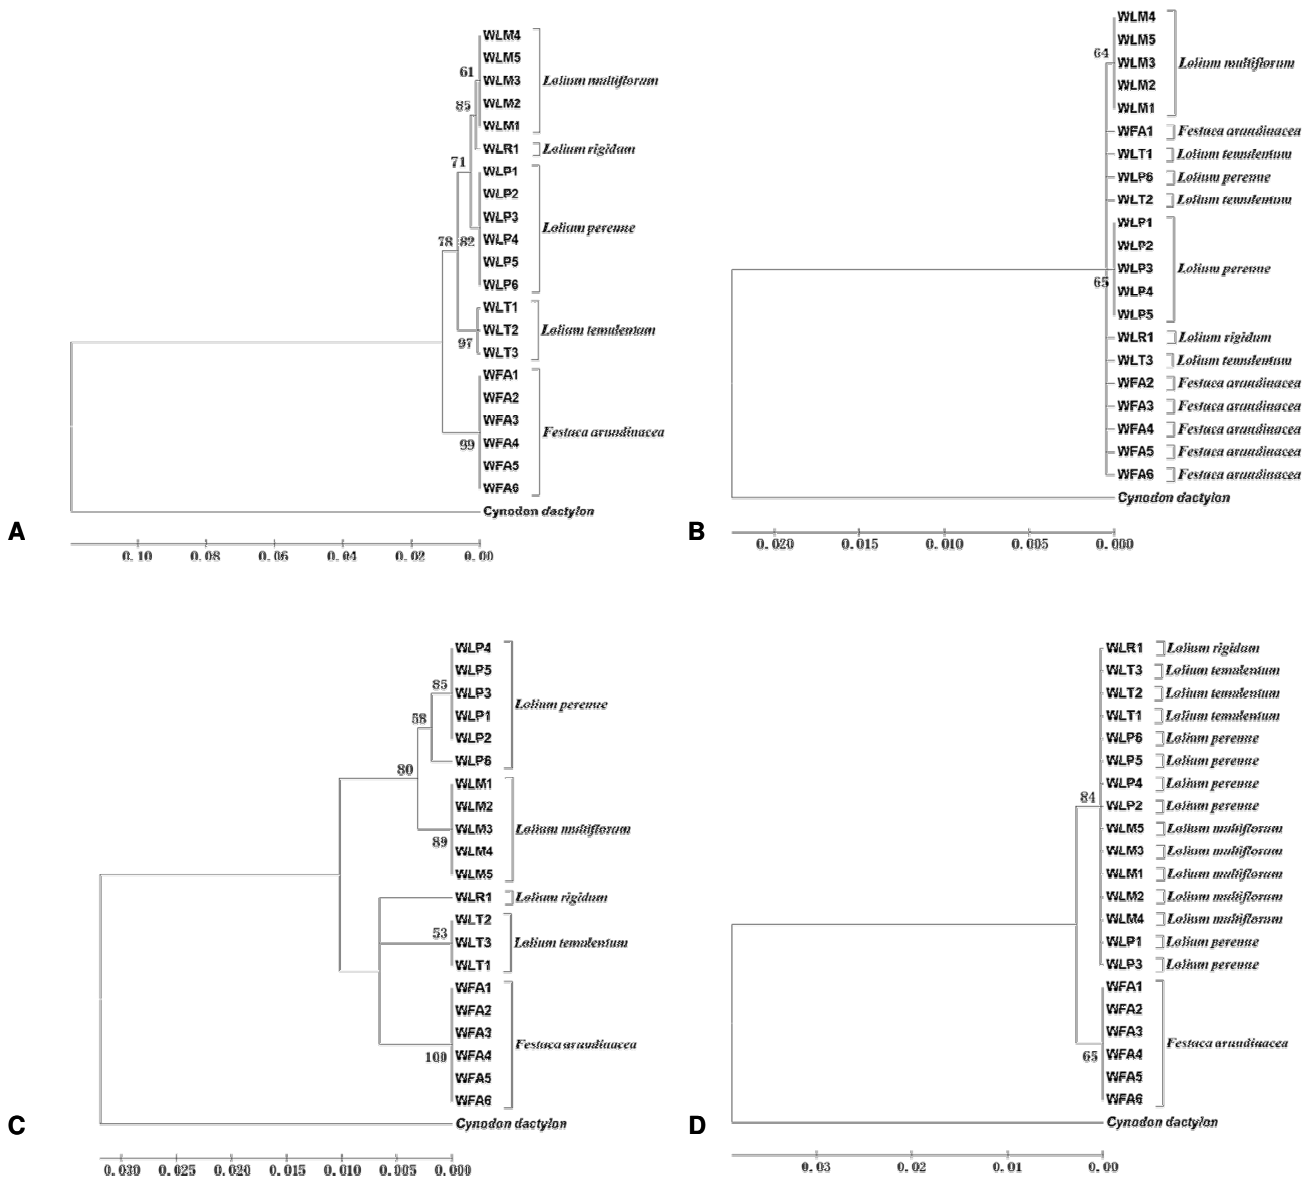 WLM4
WLM5
61
WLM3
Lolium multiflorum
85
WLM2
WLM1
WLR1
Lolium rigidum
71
WLP1
WLP2
WLP3
Lolium perenne
78
82
WLP4
WLP5
WLP6
WLT1
WLT2
Lolium temulentum
97
WLT3
WFA1
WFA2
WFA3
Festuca arundinacea
99
WFA4
WFA5
WFA6
Cynodon dactylon
A
0.10 0.08 0.06 0.04 0.02 0.00
WLM4
WLM5
64
WLM3
Lolium multiflorum
WLM2
WLM1
WFA1 Festuca arundinacea
WLT1 Lolium temulentum
WLP6 Lolium perenne
WLT2 Lolium temulentum
WLP1
WLP2
WLP3 Lolium perenne
65
WLP4
WLP5
WLR1 Lolium rigidum
WLT3 Lolium temulentum
WFA2 Festuca arundinacea
WFA3 Festuca arundinacea
WFA4 Festuca arundinacea
WFA5 Festuca arundinacea
WFA6 Festuca arundinacea
Cynodon dactylon
B
0.020 0.015 0.010 0.005 0.000
WLP4
WLP5
85
WLP3
Lolium perenne
58
WLP1
WLP2
WLP6
80
WLM1
WLM2
WLM3 Lolium multiflorum
89
WLM4
WLM5
WLR1 Lolium rigidum
WLT2
53
WLT3 Lolium temulentum
WLT1
WFA1
WFA2
WFA3
Festuca arundinacea
100
WFA4
WFA5
WFA6
Cynodon dactylon
C
0.030 0.025 0.020 0.015 0.010 0.005 0.000
WLR1 Lolium rigidum
WLT3 Lolium temulentum
WLT2 Lolium temulentum
WLT1 Lolium temulentum
WLP6 Lolium perenne
WLP5 Lolium perenne
WLP4 Lolium perenne
84
WLP2 Lolium perenne
WLM5 Lolium multiflorum
WLM3 Lolium multiflorum
WLM1 Lolium multiflorum
WLM2 Lolium multiflorum
WLM4 Lolium multiflorum
WLP1 Lolium perenne
WLP3 Lolium perenne
WFA1
WFA2
WFA3
Festuca arundinacea
65
WFA4
WFA5
WFA6
Cynodon dactylon
D
0.03 0.02 0.01 0.00